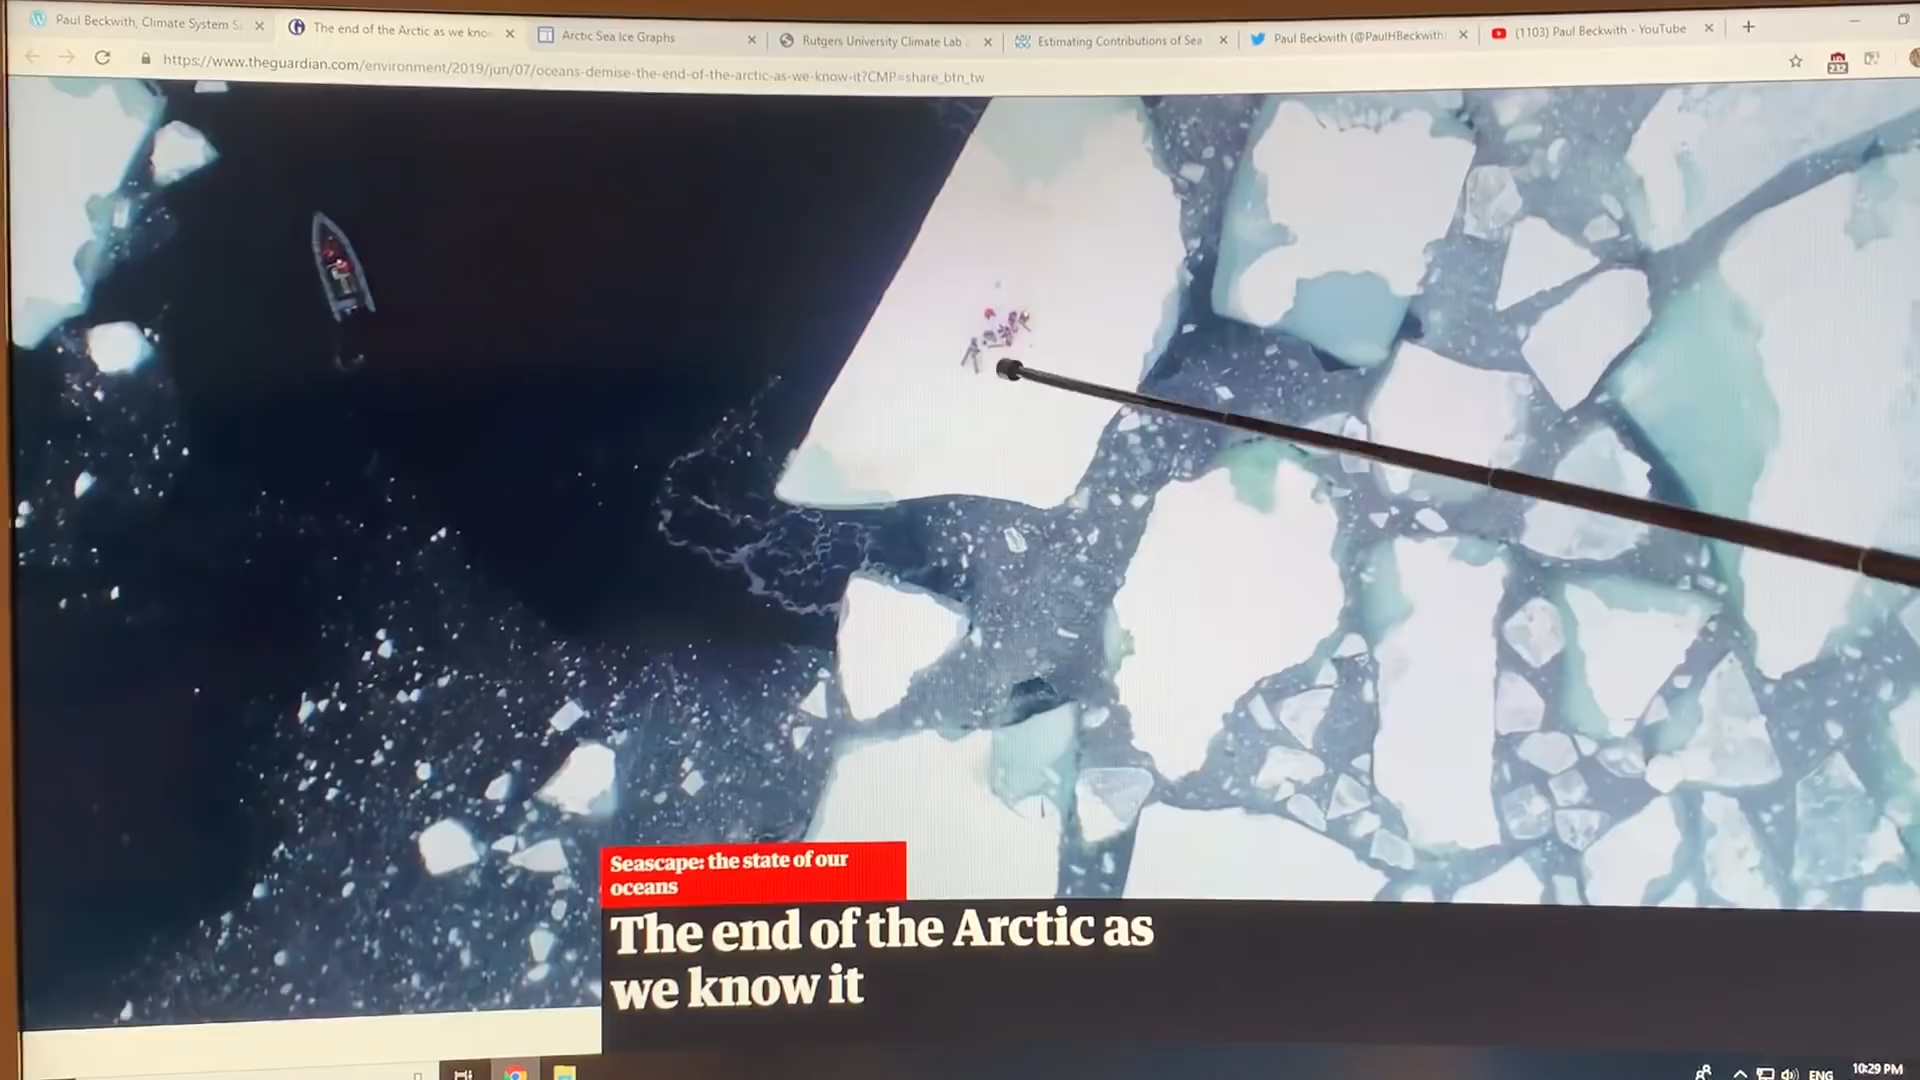 Paul Beckwith, Climate System S
The end of the Arctic as we kno
Arctic Sea Ice Graphs
Rutgers University Climate Lab
Estimating Contributions of Sea
Paul Beckwith (@PaulHBeckwith
(1103) Paul Beckwith - YouTube
https://www.theguardian.com/environment/2019/jun/07/oceans-demise-the-end-of-the-arctic-as-we-know-it?CMP=share_btn_tw
232
Seascape: the state of our
oceans
The end of the Arctic as
we know it
ENG
10:29 PM